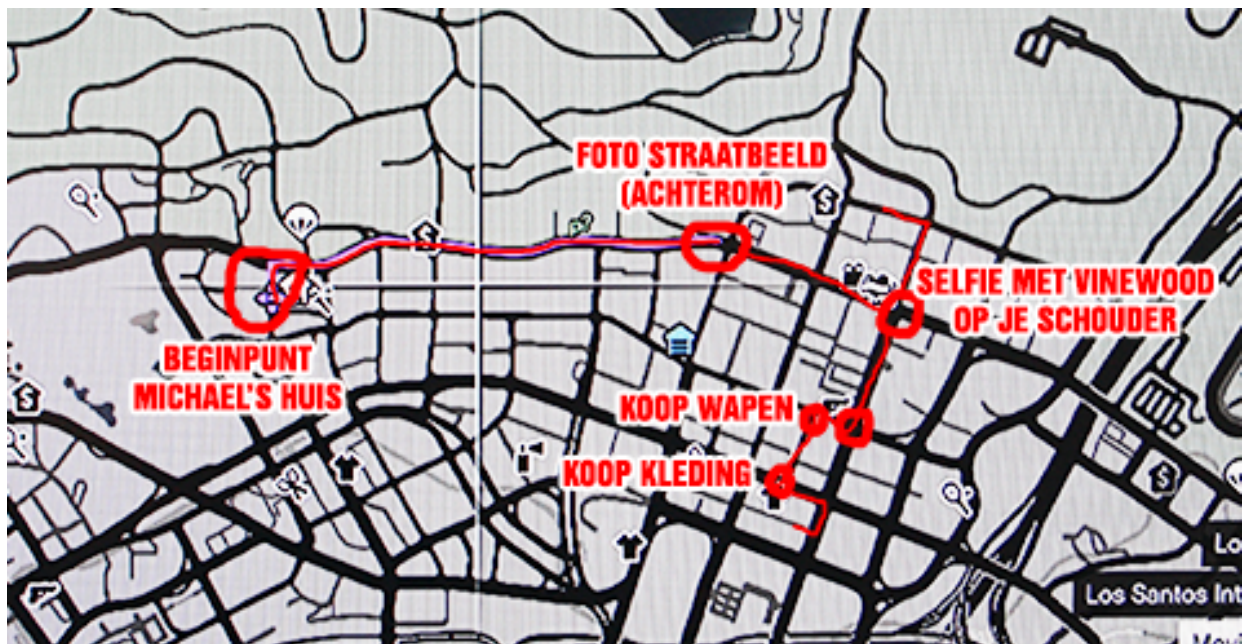 FOTO STRAATBEELD
(ACHTEROM)
SELFIE MET VINEWOOD
OP JE SCHOUDER
BEGINPUNT
MICHAEL'S HUIS
KOOP WAPEN
KOOP KLEDING
Los Santos Int